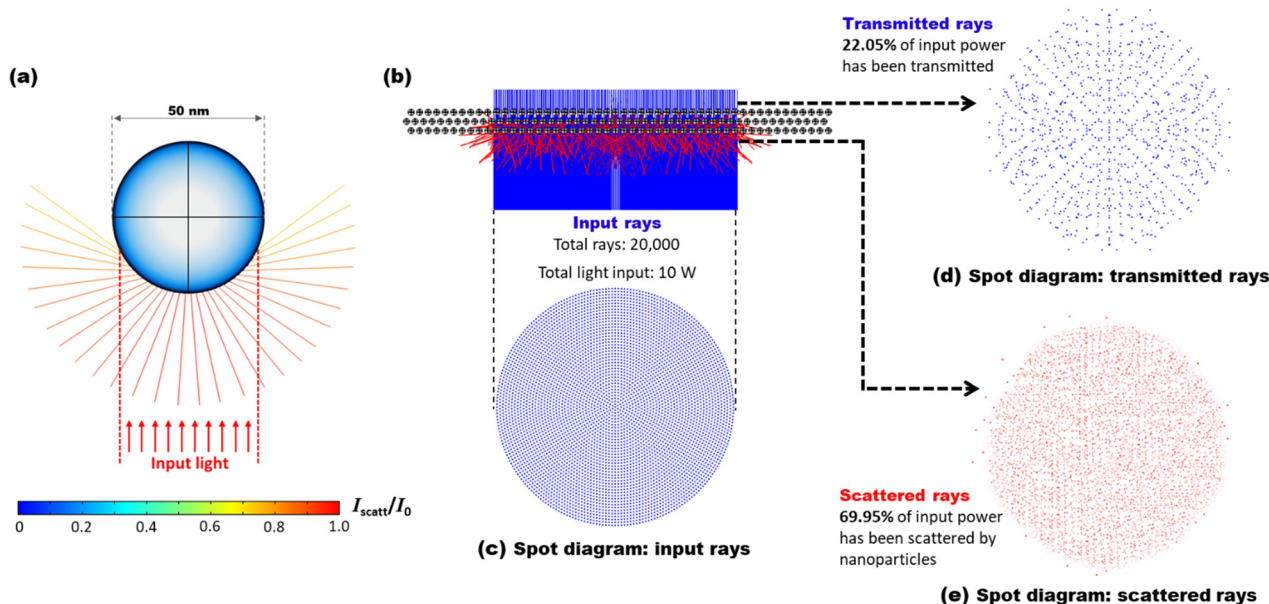 (a)
50 nm
Input light
I_scatt/I_0
0 0.2 0.4 0.6 0.8 1.0
(b)
Input rays
Total rays: 20,000
Total light input: 10 W
(c) Spot diagram: input rays
Transmitted rays
22.05% of input power
has been transmitted
(d) Spot diagram: transmitted rays
Scattered rays
69.95% of input power
has been scattered by
nanoparticles
(e) Spot diagram: scattered rays